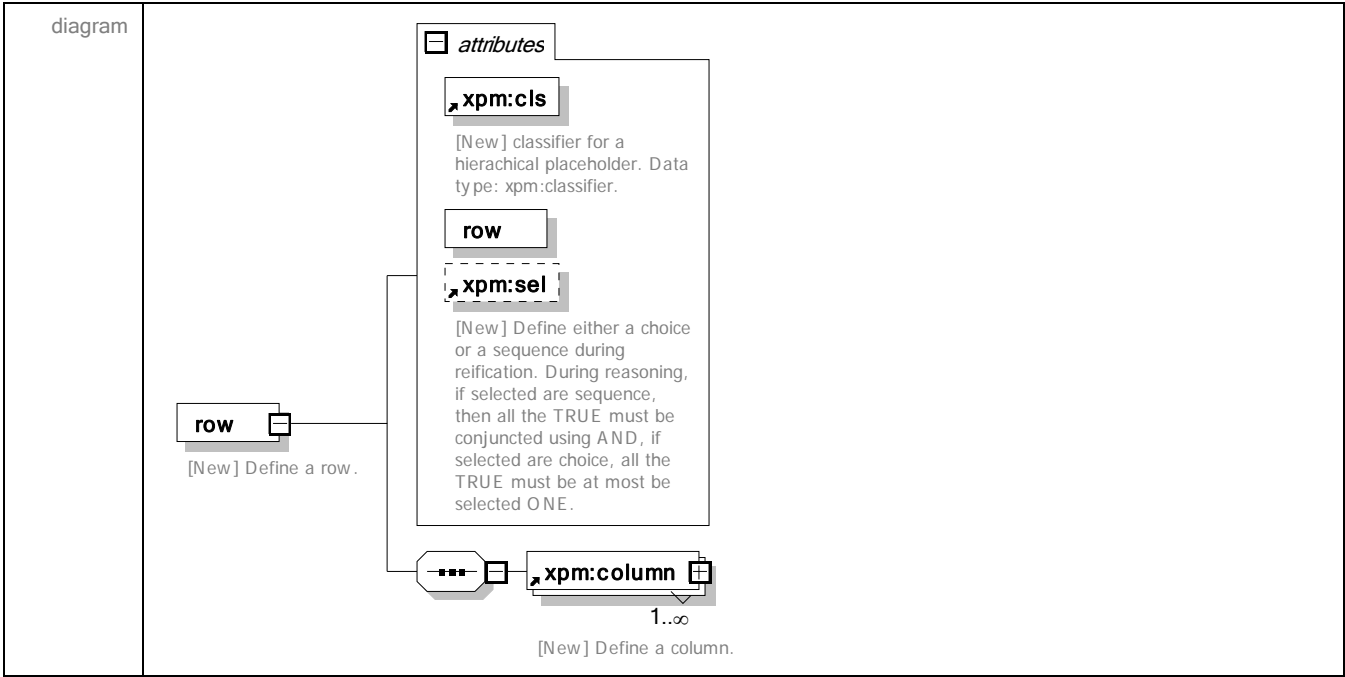 diagram
attributes
xpm:cls
[New] classifier for a
hierachical placeholder. Data
type: xpm:classifier.
row
xpm:sel
[New] Define either a choice
or a sequence during
reification. During reasoning,
if selected are sequence,
then all the TRUE must be
conjuncted using AND, if
selected are choice, all the
TRUE must be at most be
selected ONE.
row
[New] Define a row.
xpm:column
1..∞
[New] Define a column.